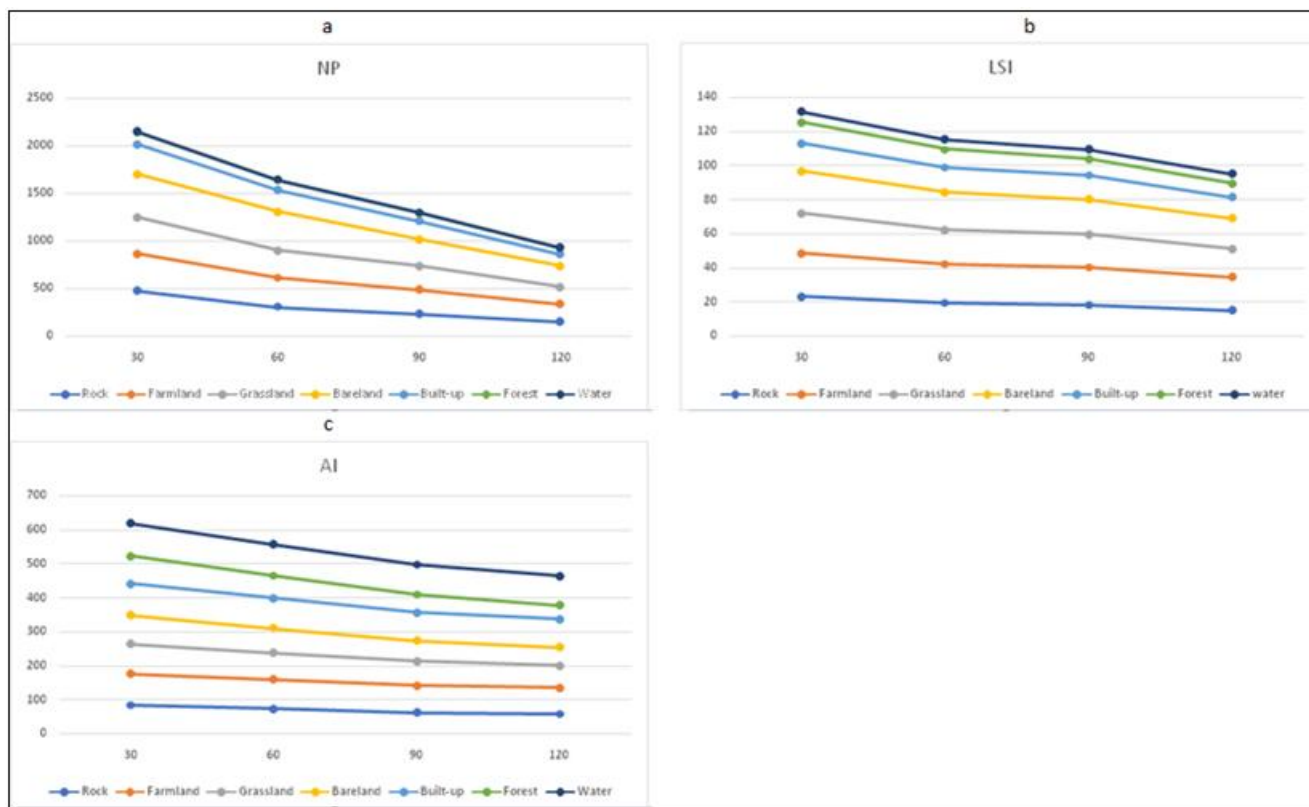 a
NP
2500
2000
1500
1000
500
0
30 60 90 120
Rock Farmland Grassland Bareland Built-up Forest Water
b
LSI
140
120
100
80
60
40
20
0
30 60 90 120
Rock Farmland Grassland Bareland Built-up Forest water
c
AI
700
600
500
400
300
200
100
0
30 60 90 120
Rock Farmland Grassland Bareland Built-up Forest Water